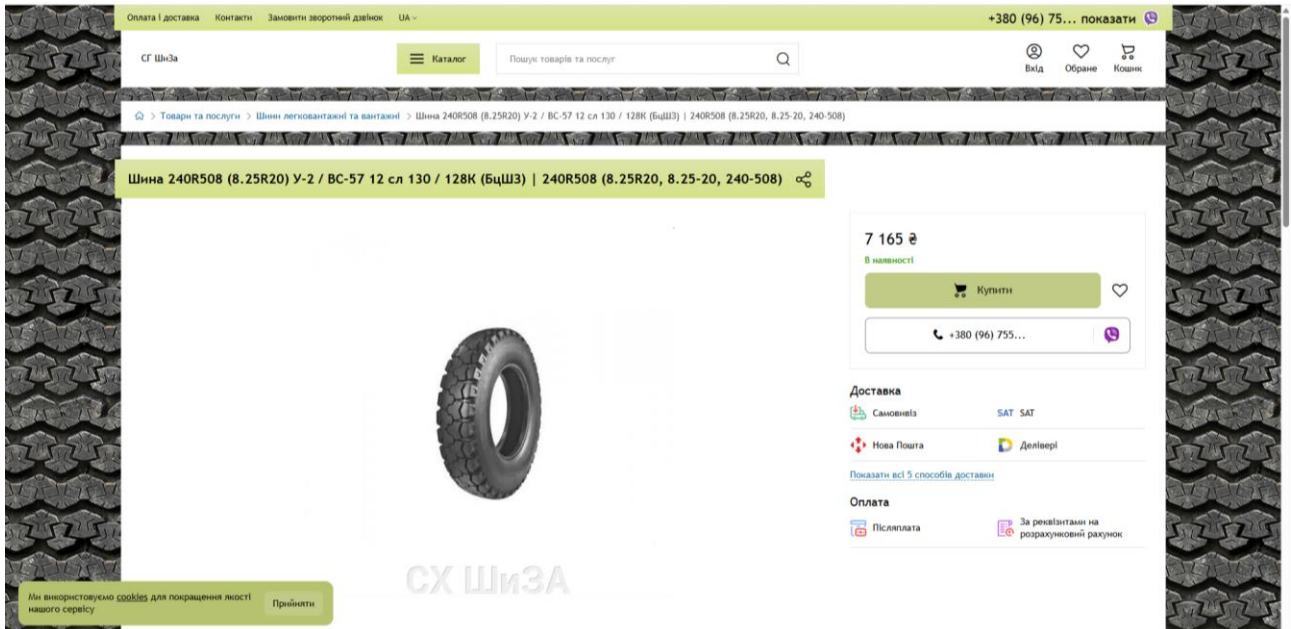 Оплата і доставка Контакти Замовити зворотний дзвінок UA
+380 (96) 75... показати
СГ ШиЗа
Каталог
Пошук товарів та послуг
Вхід Обране Кошик
> Товари та послуги > Шини легковантажні та вантажні > Шина 240R508 (8.25R20) У-2 / ВС-57 12 сл 130 / 128К (БцШЗ) | 240R508 (8.25R20, 8.25-20, 240-508)
Шина 240R508 (8.25R20) У-2 / ВС-57 12 сл 130 / 128К (БцШЗ) | 240R508 (8.25R20, 8.25-20, 240-508)
7 165 ₴
В наявності
Купити
+380 (96) 755...
Доставка
Самовивіз
SAT SAT
Нова Пошта
Делівері
Показати всі 5 способів доставки
Оплата
Післяплата
За реквізитами на
розрахунковий рахунок
СХ ШиЗА
Ми використовуємо cookies для покращення якості
нашого сервісу
Прийняти